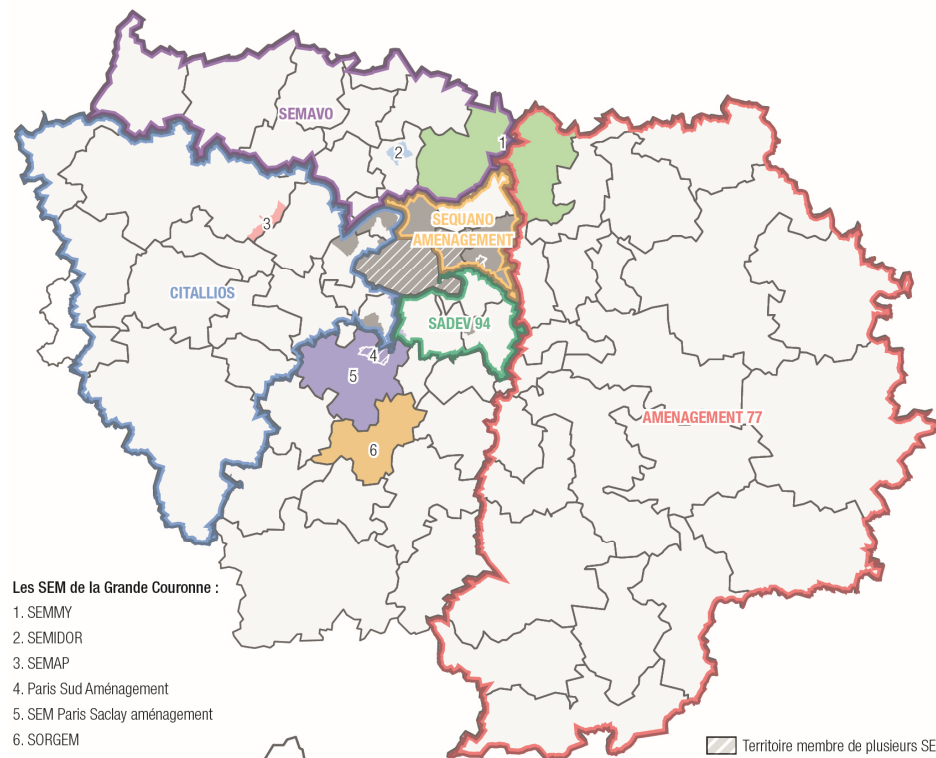 SEMAVO
1
2
SEQUANO
AMENAGEMENT
3
CITALLIOS
SADEV 94
4
5
AMENAGEMENT 77
6
Les SEM de la Grande Couronne :
1. SEMMY
2. SEMIDOR
3. SEMAP
4. Paris Sud Aménagement
5. SEM Paris Saclay aménagement
6. SORGEM
Territoire membre de plusieurs SE